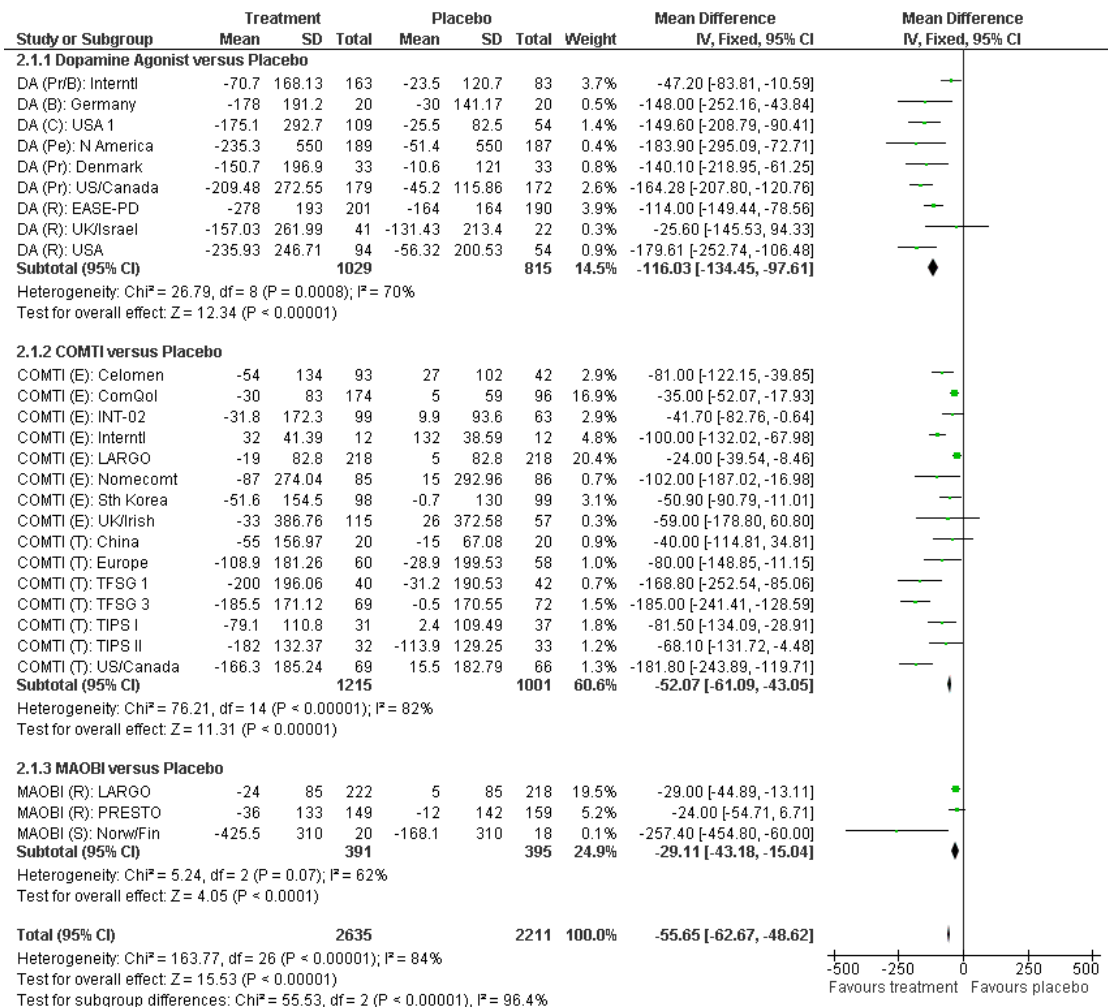 Treatment Placebo Mean Difference Mean Difference
Study or Subgroup Mean SD Total Mean SD Total Weight IV, Fixed, 95% CI IV, Fixed, 95% CI
2.1.1 Dopamine Agonist versus Placebo
DA (Pr/B): Interntl -70.7 168.13 163 -23.5 120.7 83 3.7% -47.20 [-83.81, -10.59]
DA (B): Germany -178 191.2 20 -30 141.17 20 0.5% -148.00 [-252.16, -43.84]
DA (C): USA 1 -175.1 292.7 109 -25.5 82.5 54 1.4% -149.60 [-208.79, -90.41]
DA (Pe): N America -235.3 550 189 -51.4 550 187 0.4% -183.90 [-295.09, -72.71]
DA (Pr): Denmark -150.7 196.9 33 -10.6 121 33 0.8% -140.10 [-218.95, -61.25]
DA (Pr): US/Canada -209.48 272.55 179 -45.2 115.86 172 2.6% -164.28 [-207.80, -120.76]
DA (R): EASE-PD -278 193 201 -164 164 190 3.9% -114.00 [-149.44, -78.56]
DA (R): UK/Israel -157.03 261.99 41 -131.43 213.4 22 0.3% -25.60 [-145.53, 94.33]
DA (R): USA -235.93 246.71 94 -56.32 200.53 54 0.9% -179.61 [-252.74, -106.48]
Subtotal (95% CI) 1029 815 14.5% -116.03 [-134.45, -97.61]
Heterogeneity: Chi² = 26.79, df = 8 (P = 0.0008); I² = 70%
Test for overall effect: Z = 12.34 (P < 0.00001)
2.1.2 COMTI versus Placebo
COMTI (E): Celomen -54 134 93 27 102 42 2.9% -81.00 [-122.15, -39.85]
COMTI (E): ComQol -30 83 174 5 59 96 16.9% -35.00 [-52.07, -17.93]
COMTI (E): INT-02 -31.8 172.3 99 9.9 93.6 63 2.9% -41.70 [-82.76, -0.64]
COMTI (E): Interntl 32 41.39 12 132 38.59 12 4.8% -100.00 [-132.02, -67.98]
COMTI (E): LARGO -19 82.8 218 5 82.8 218 20.4% -24.00 [-39.54, -8.46]
COMTI (E): Nomecomt -87 274.04 85 15 292.96 86 0.7% -102.00 [-187.02, -16.98]
COMTI (E): Sth Korea -51.6 154.5 98 -0.7 130 99 3.1% -50.90 [-90.79, -11.01]
COMTI (E): UK/Irish -33 386.76 115 26 372.58 57 0.3% -59.00 [-178.80, 60.80]
COMTI (T): China -55 156.97 20 -15 67.08 20 0.9% -40.00 [-114.81, 34.81]
COMTI (T): Europe -108.9 181.26 60 -28.9 199.53 58 1.0% -80.00 [-148.85, -11.15]
COMTI (T): TFSG 1 -200 196.06 40 -31.2 190.53 42 0.7% -168.80 [-252.54, -85.06]
COMTI (T): TFSG 3 -185.5 171.12 69 -0.5 170.55 72 1.5% -185.00 [-241.41, -128.59]
COMTI (T): TIPS I -79.1 110.8 31 2.4 109.49 37 1.8% -81.50 [-134.09, -28.91]
COMTI (T): TIPS II -182 132.37 32 -113.9 129.25 33 1.2% -68.10 [-131.72, -4.48]
COMTI (T): US/Canada -166.3 185.24 69 15.5 182.79 66 1.3% -181.80 [-243.89, -119.71]
Subtotal (95% CI) 1215 1001 60.6% -52.07 [-61.09, -43.05]
Heterogeneity: Chi² = 76.21, df = 14 (P < 0.00001); I² = 82%
Test for overall effect: Z = 11.31 (P < 0.00001)
2.1.3 MAOBI versus Placebo
MAOBI (R): LARGO -24 85 222 5 85 218 19.5% -29.00 [-44.89, -13.11]
MAOBI (R): PRESTO -36 133 149 -12 142 159 5.2% -24.00 [-54.71, 6.71]
MAOBI (S): Norw/Fin -425.5 310 20 -168.1 310 18 0.1% -257.40 [-454.80, -60.00]
Subtotal (95% CI) 391 395 24.9% -29.11 [-43.18, -15.04]
Heterogeneity: Chi² = 5.24, df = 2 (P = 0.07); I² = 62%
Test for overall effect: Z = 4.05 (P < 0.0001)
Total (95% CI) 2635 2211 100.0% -55.65 [-62.67, -48.62]
Heterogeneity: Chi² = 163.77, df = 26 (P < 0.00001); I² = 84%
Test for overall effect: Z = 15.53 (P < 0.00001)
Test for subgroup differences: Chi² = 55.53, df = 2 (P < 0.00001), I² = 96.4%
-500 -250 0 250 500
Favours treatment Favours placebo